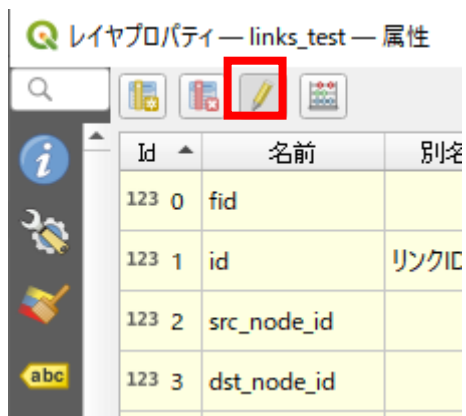 レイヤプロパティ — links_test — 属性
Id 名前 別名
123 0 fid
123 1 id リンクID
123 2 src_node_id
abc
123 3 dst_node_id